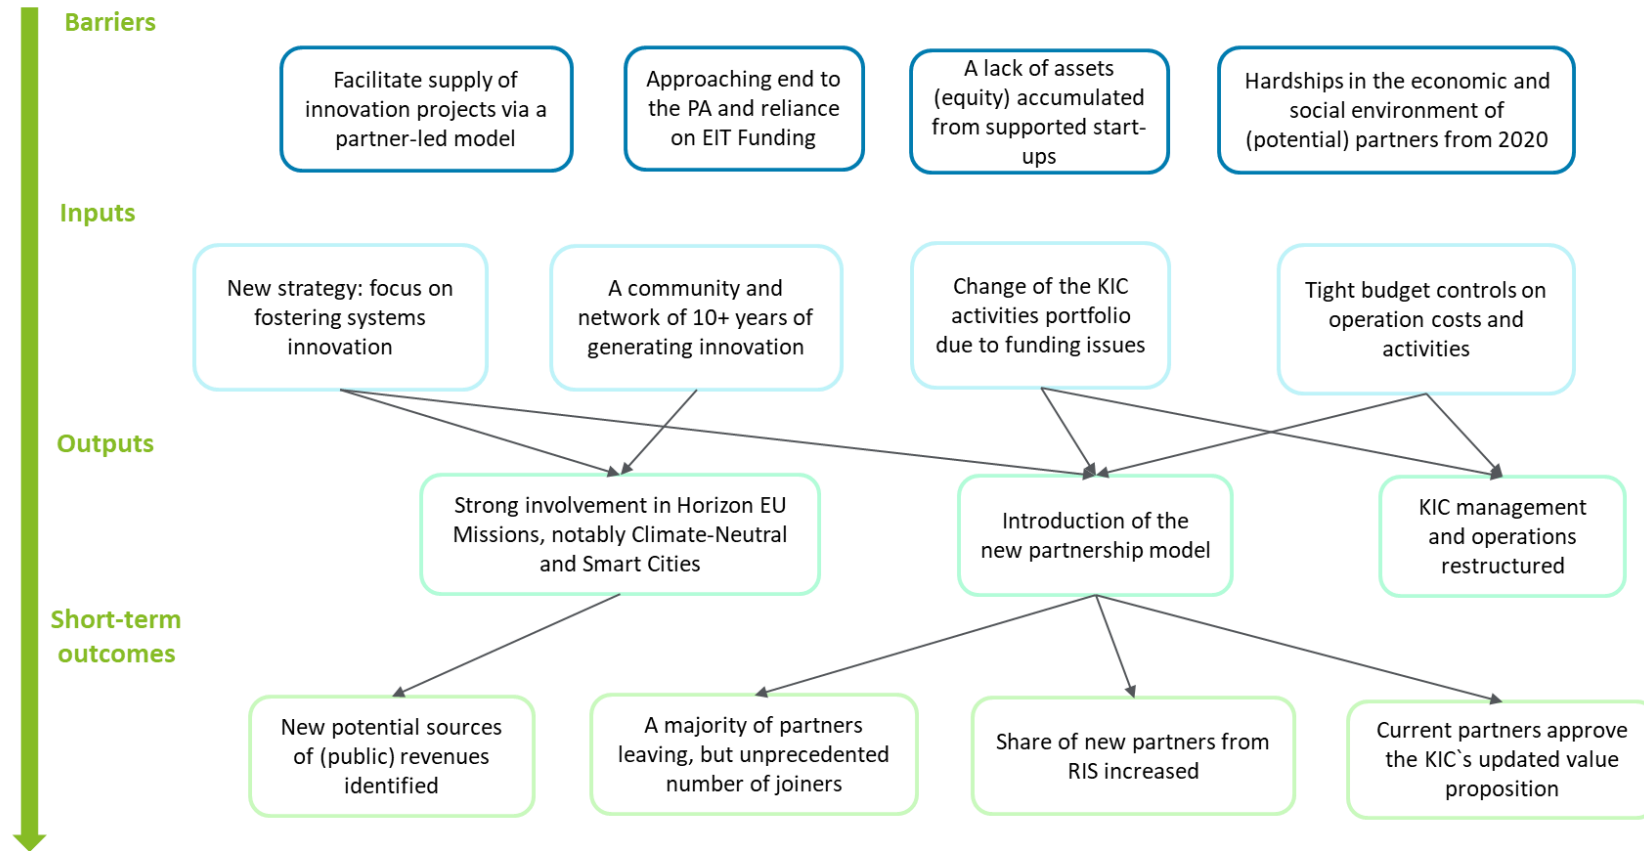 Barriers
Facilitate supply of
innovation projects via a
partner-led model
Approaching end to
the PA and reliance
on EIT Funding
A lack of assets
(equity) accumulated
from supported start-
ups
Hardships in the economic and
social environment of
(potential) partners from 2020
Inputs
New strategy: focus on
fostering systems
innovation
A community and
network of 10+ years of
generating innovation
Change of the KIC
activities portfolio
due to funding issues
Tight budget controls on
operation costs and
activities
Outputs
Strong involvement in Horizon EU
Missions, notably Climate-Neutral
and Smart Cities
Introduction of the
new partnership model
KIC management
and operations
restructured
Short-term
outcomes
New potential sources
of (public) revenues
identified
A majority of partners
leaving, but unprecedented
number of joiners
Share of new partners from
RIS increased
Current partners approve
the KIC`s updated value
proposition